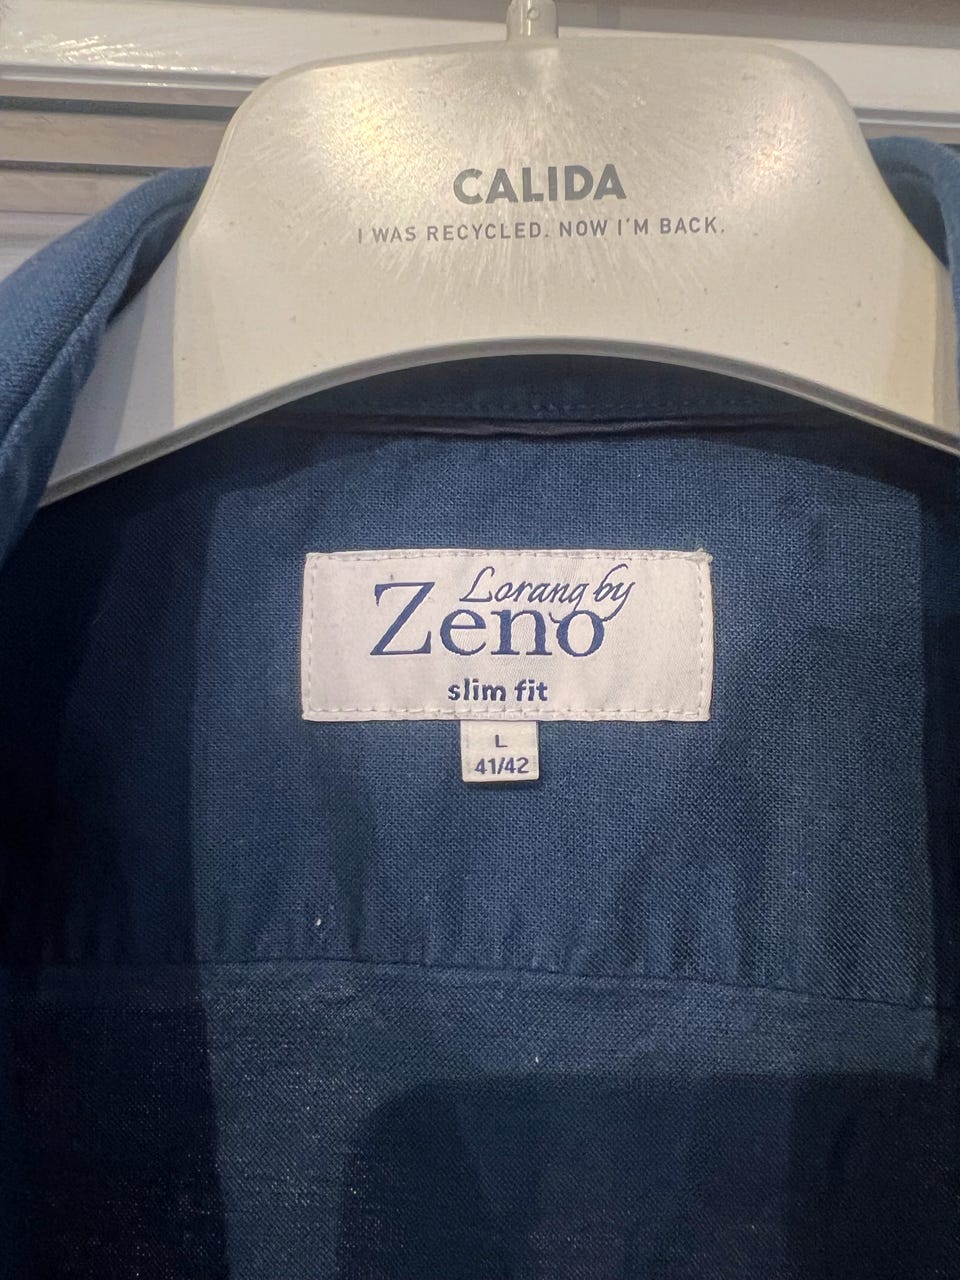 CALIDA
I WAS RECYCLED. NOW I'M BACK.
Lorang by
Zeno
slim fit
L
41/42